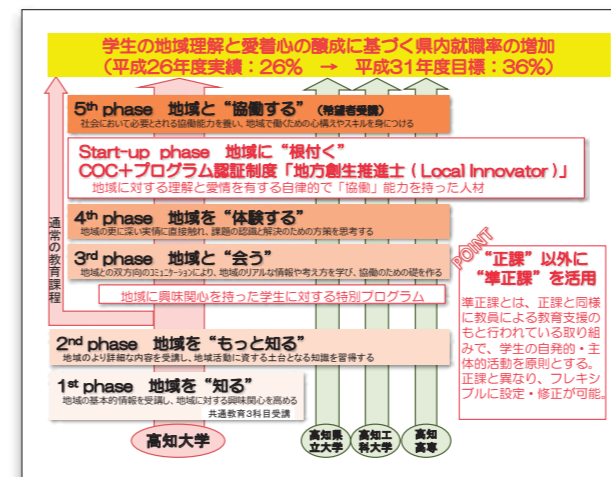 学生の地域理解と愛着心の醸成に基づく県内就職率の増加
（平成26年度実績：26%　→　平成31年度目標：36%）
5th phase　地域と“協働する”（希望者受講）
社会において必要とされる協働能力を養い、地域で働くための心構えやスキルを身につける
Start-up phase　地域に“根付く”
COC＋プログラム認証制度「地方創生推進士（Local Innovator）」
地域に対する理解と愛情を有する自律的で「協働」能力を持った人材
4th phase　地域を“体験する”
地域の更に深い実情に直接触れ、課題の認識と解決のための方策を思考する
3rd phase　地域と“会う”
地域との双方向のコミュニケーションにより、地域のリアルな情報や考え方を学び、協働のための礎を作る
地域に興味関心を持った学生に対する特別プログラム
2nd phase　地域を“もっと知る”
地域のより詳細な内容を受講し、地域活動に資する土台となる知識を習得する
1st phase　地域を“知る”
地域の基本的情報を受講し、地域に対する興味関心を高める
共通教育3科目受講
通常の教育課程
POINT
“正課”以外に
“準正課”を活用
準正課とは、正課と同様
に教員による教育支援の
もと行われている取り組
みで、学生の自発的・主
体的活動を原則とする。
正課と異なり、フレキシ
ブルに設定・修正が可能。
高知大学
高知県
立大学
高知工
科大学
高知
高専